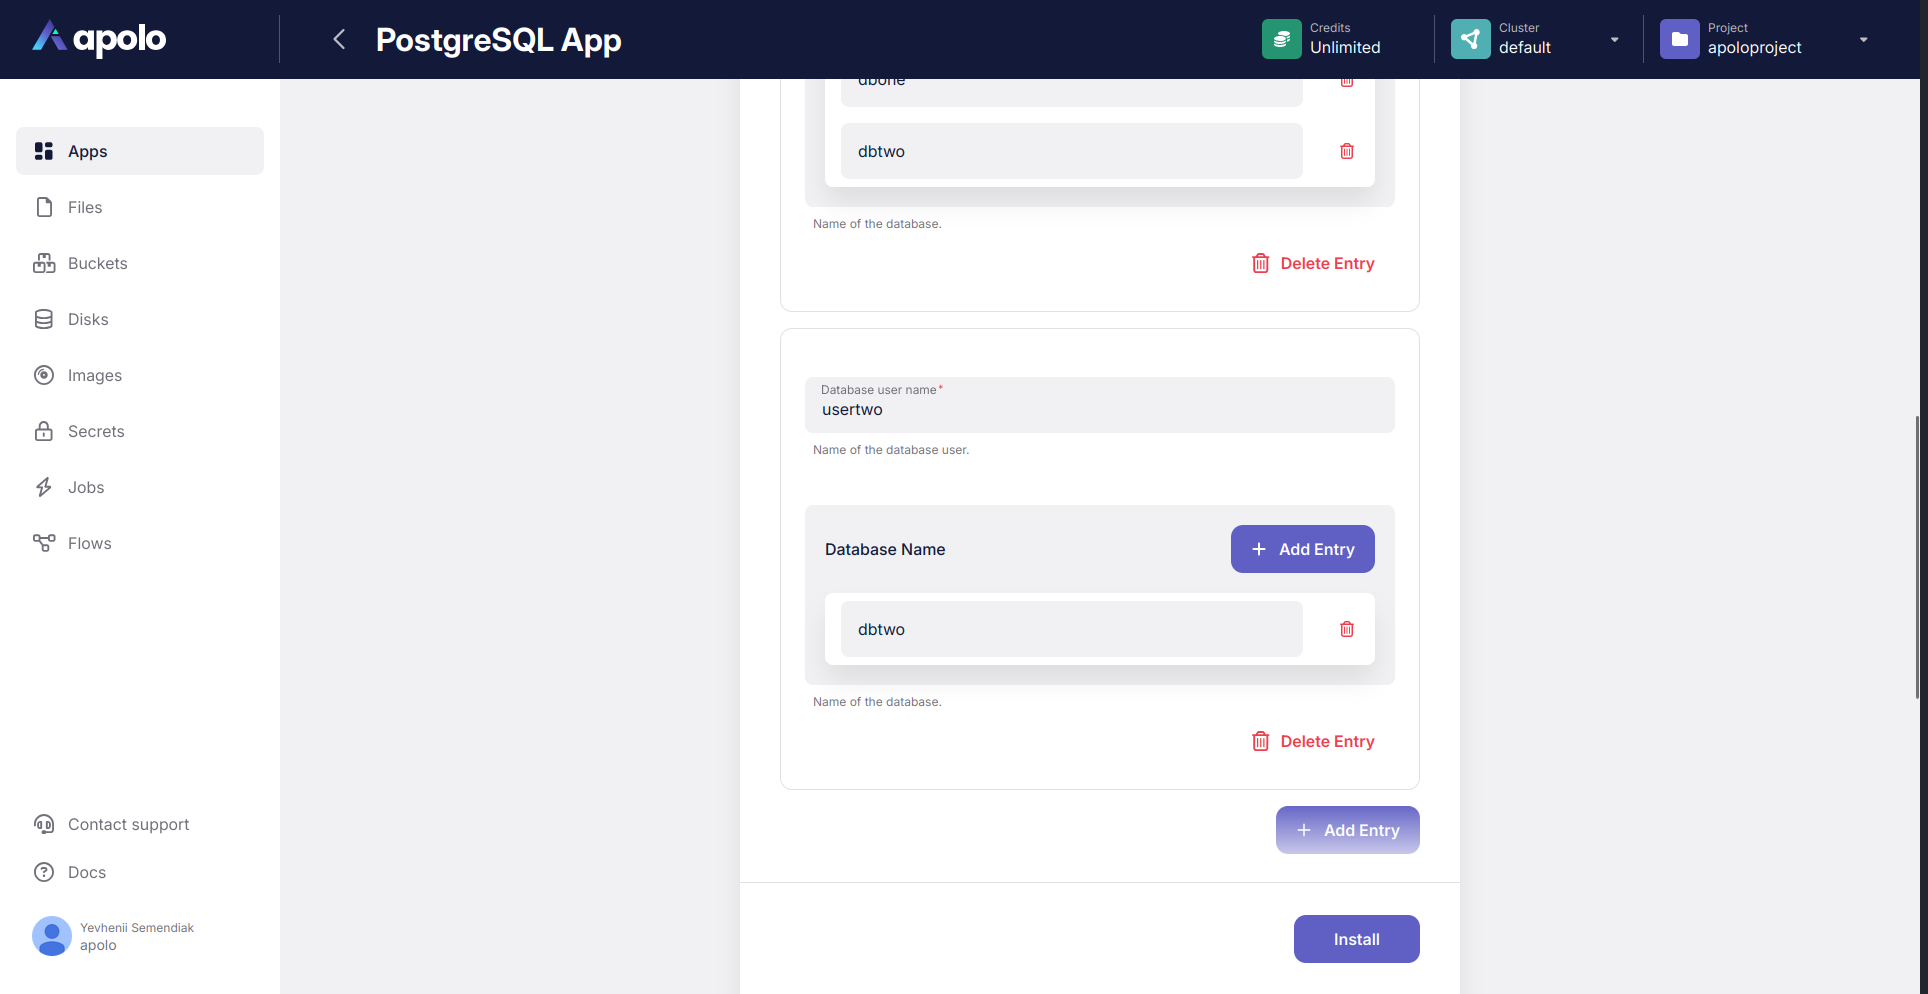 apolo
PostgreSQL App
Credits
Unlimited
Cluster
default
Project
apoloproject
Apps
Files
Buckets
Disks
Images
Secrets
Jobs
Flows
Contact support
Docs
Yevhenii Semendiak
apolo
dbone
dbtwo
Name of the database.
Delete Entry
Database user name*
usertwo
Name of the database user.
Database Name
+ Add Entry
dbtwo
Name of the database.
Delete Entry
+ Add Entry
Install